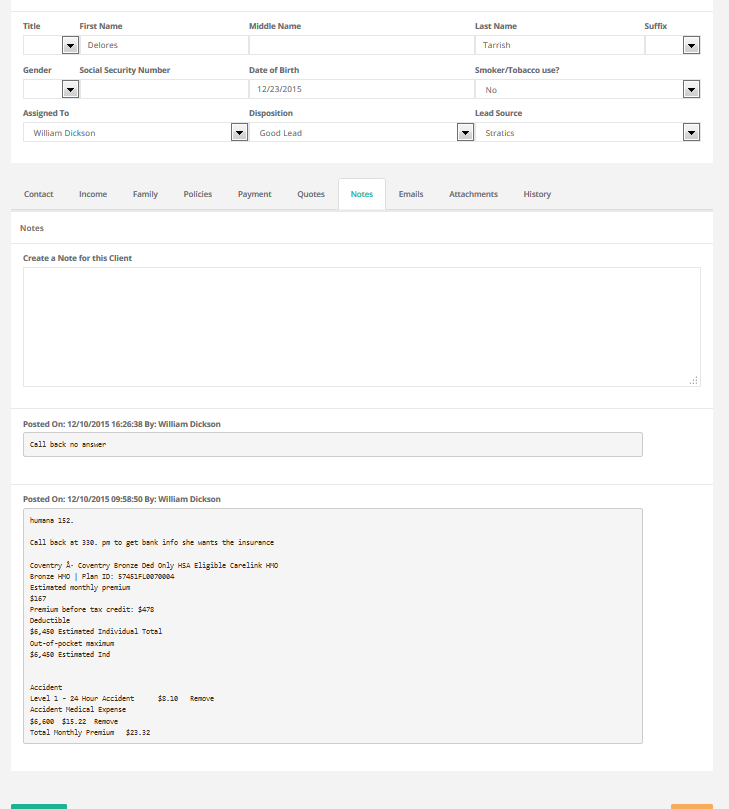 Title First Name Middle Name Last Name Suffix
Delores Tarrish
Gender Social Security Number Date of Birth Smoker/Tobacco use?
12/23/2015 No
Assigned To Disposition Lead Source
William Dickson Good Lead Stratics
Contact Income Family Policies Payment Quotes Notes Emails Attachments History
Notes
Create a Note for this Client
Posted On: 12/10/2015 16:26:38 By: William Dickson
Call back no answer
Posted On: 12/10/2015 09:58:50 By: William Dickson
humana 152.
Call back at 330. pm to get bank info she wants the insurance
Coventry Â· Coventry Bronze Ded Only HSA Eligible Carelink HMO
Bronze HMO | Plan ID: 57451FL0070004
Estimated monthly premium
$167
Premium before tax credit: $478
Deductible
$6,450 Estimated Individual Total
Out-of-pocket maximum
$6,450 Estimated Ind
Accident
Level 1 - 24 Hour Accident $8.10 Remove
Accident Medical Expense
$6,600 $15.22 Remove
Total Monthly Premium $23.32